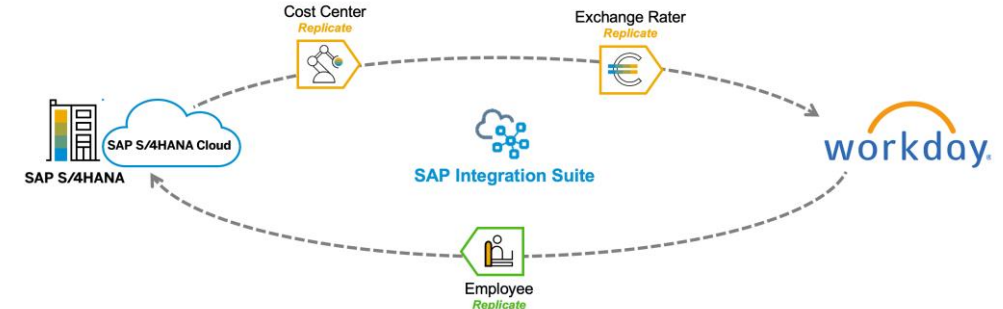 Cost Center
Replicate
Exchange Rater
Replicate
SAP S/4HANA Cloud
SAP S/4HANA
SAP Integration Suite
workday.
Employee
Replicate